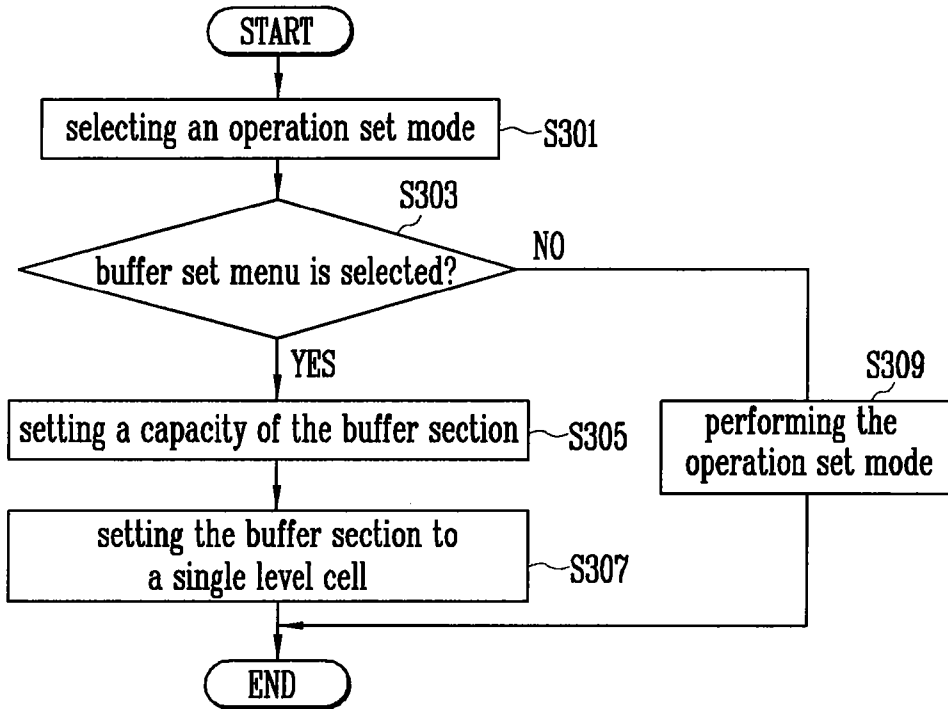 START
selecting an operation set mode
S301
S303
buffer set menu is selected?
NO
YES
S309
setting a capacity of the buffer section
S305
performing the
operation set mode
setting the buffer section to
a single level cell
S307
END